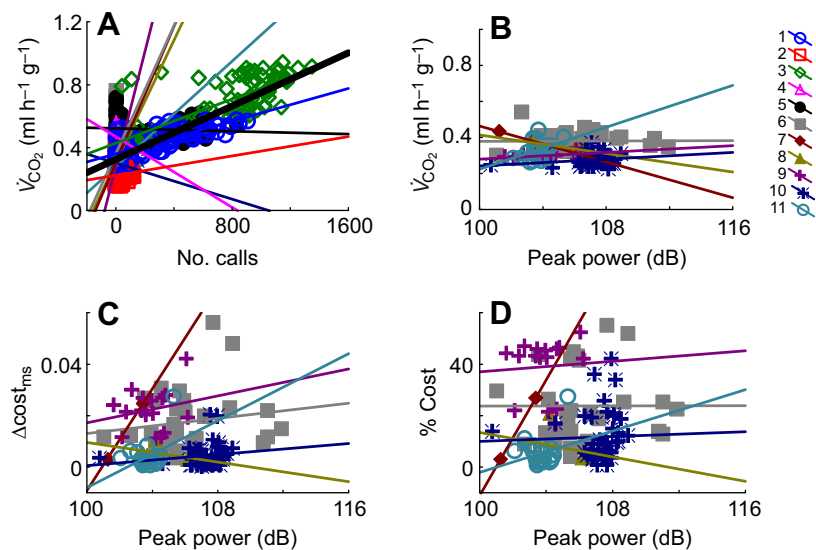 A
1.2
0.8
0.4
0
V̇CO₂ (ml h⁻¹ g⁻¹)
0 800 1600
No. calls
B
0.8
0.4
0
V̇CO₂ (ml h⁻¹ g⁻¹)
100 108 116
Peak power (dB)
1
2
3
4
5
6
7
8
9
10
11
C
0.04
0
Δcostms
100 108 116
Peak power (dB)
D
40
0
% Cost
100 108 116
Peak power (dB)